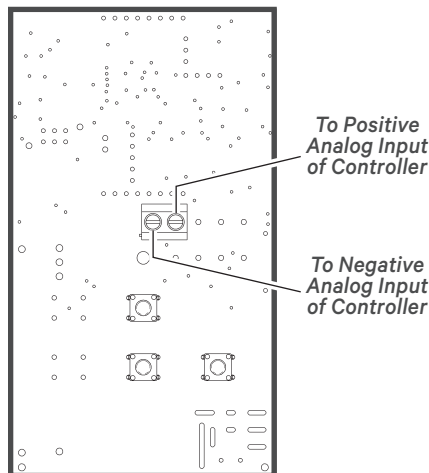 To Positive
Analog Input
of Controller
To Negative
Analog Input
of Controller